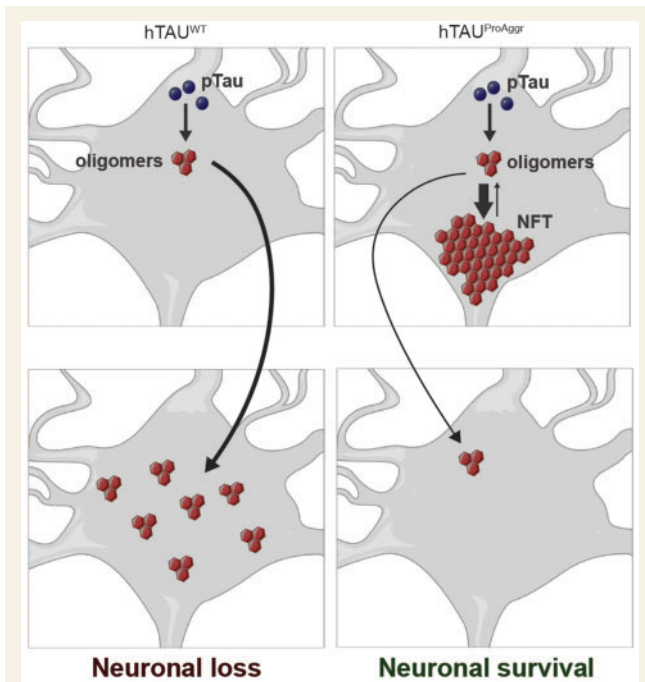 hTAU^WT
pTau
oligomers
hTAU^ProAggr
pTau
oligomers
NFT
Neuronal loss
Neuronal survival